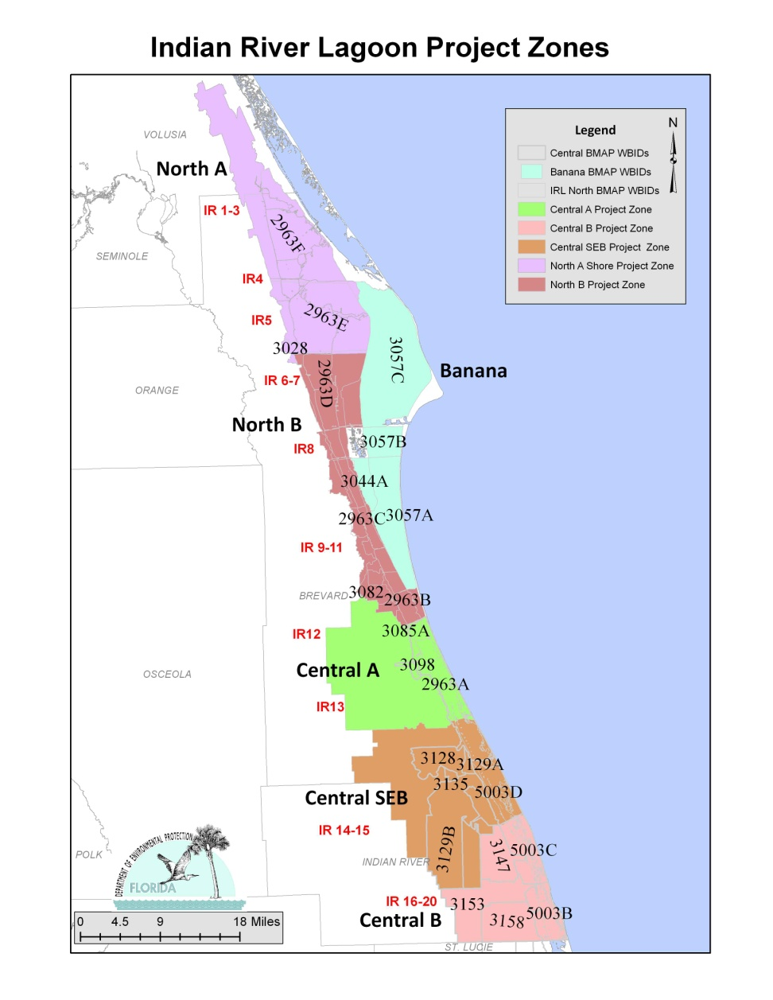 Indian River Lagoon Project Zones
Legend
N
Central BMAP WBIDs
Banana BMAP WBIDs
IRL North BMAP WBIDs
Central A Project Zone
Central B Project Zone
Central SEB Project Zone
North A Shore Project Zone
North B Project Zone
VOLUSIA
North A
IR 1-3
2963F
SEMINOLE
IR4
2963E
IR5
3028
3057C
Banana
2963D
IR 6-7
ORANGE
North B
3057B
IR8
3044A
2963C
3057A
IR 9-11
BREVARD
3082
2963B
3085A
IR12
3098
Central A
OSCEOLA
2963A
IR13
3128
3129A
3135
5003D
Central SEB
IR 14-15
3129B
3147
5003C
POLK
INDIAN RIVER
IR 16-20
3153
Central B
3158
5003B
ST. LUCIE
DEPARTMENT OF ENVIRONMENTAL PROTECTION
FLORIDA
0 4.5 9 18 Miles